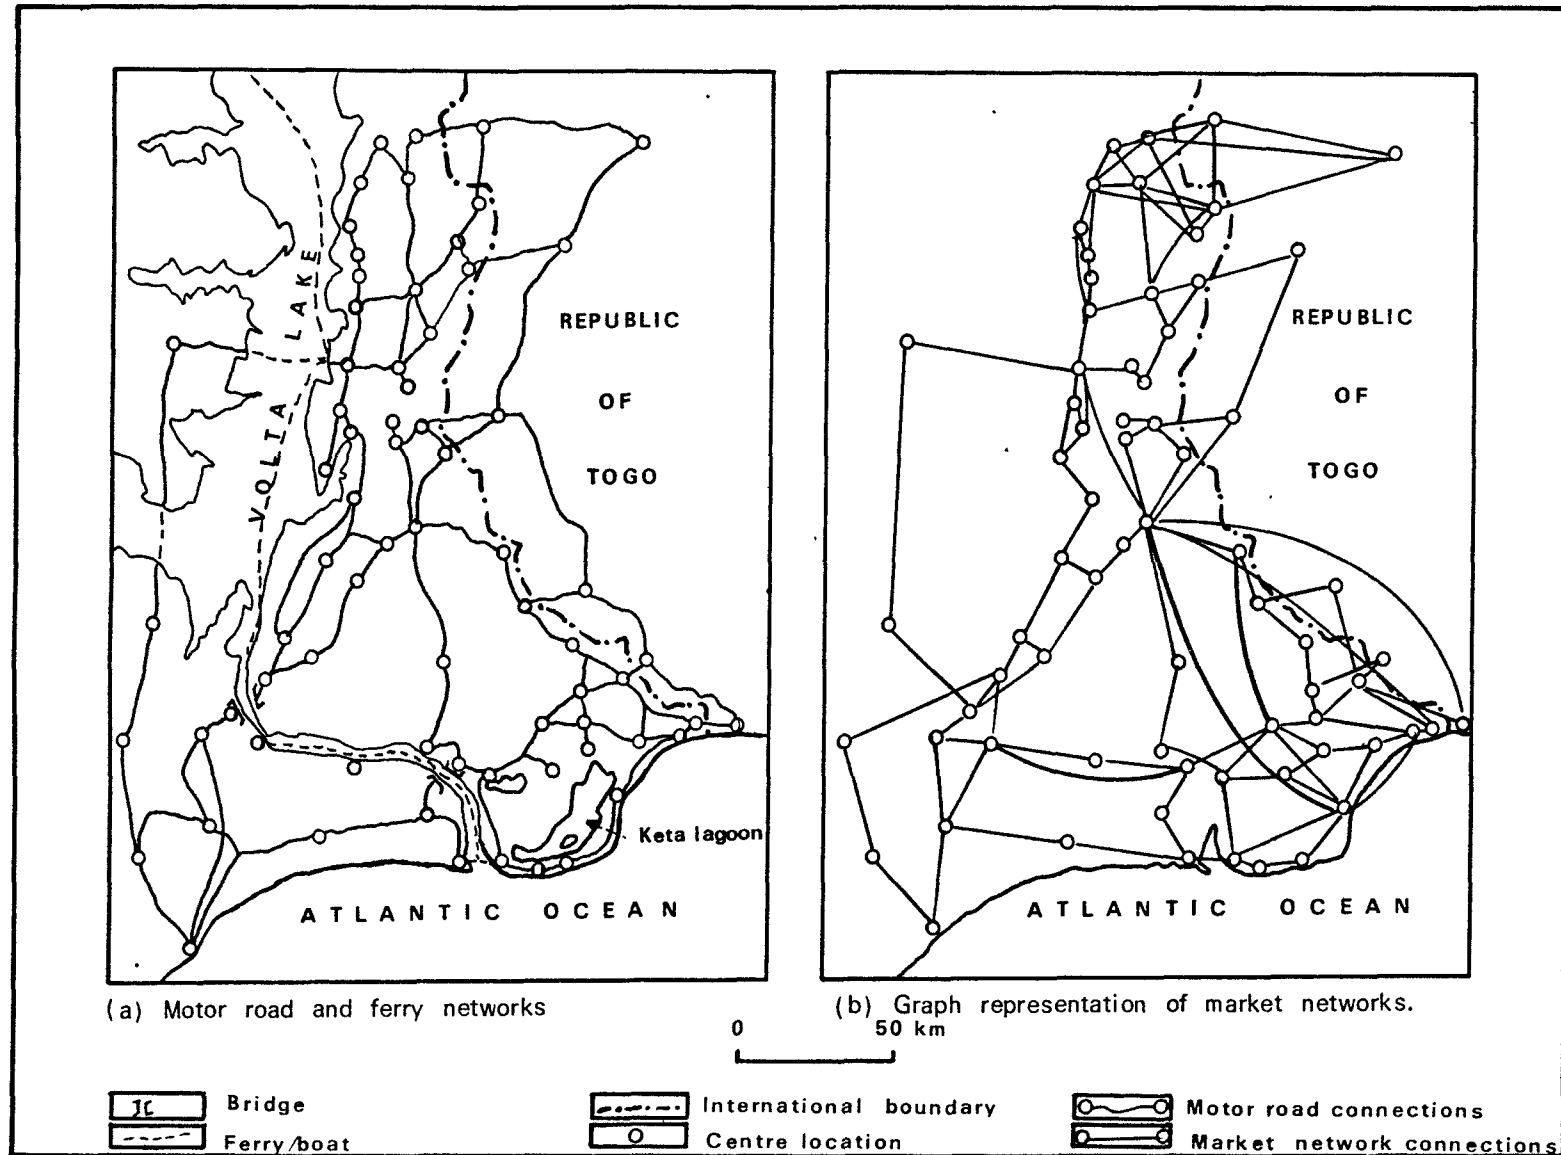 VOLTA LAKE
REPUBLIC
OF
TOGO
Keta lagoon
ATLANTIC OCEAN
(a) Motor road and ferry networks
REPUBLIC
OF
TOGO
ATLANTIC OCEAN
(b) Graph representation of market networks.
0 50 km
Bridge
Ferry/boat
International boundary
Centre location
Motor road connections
Market network connections